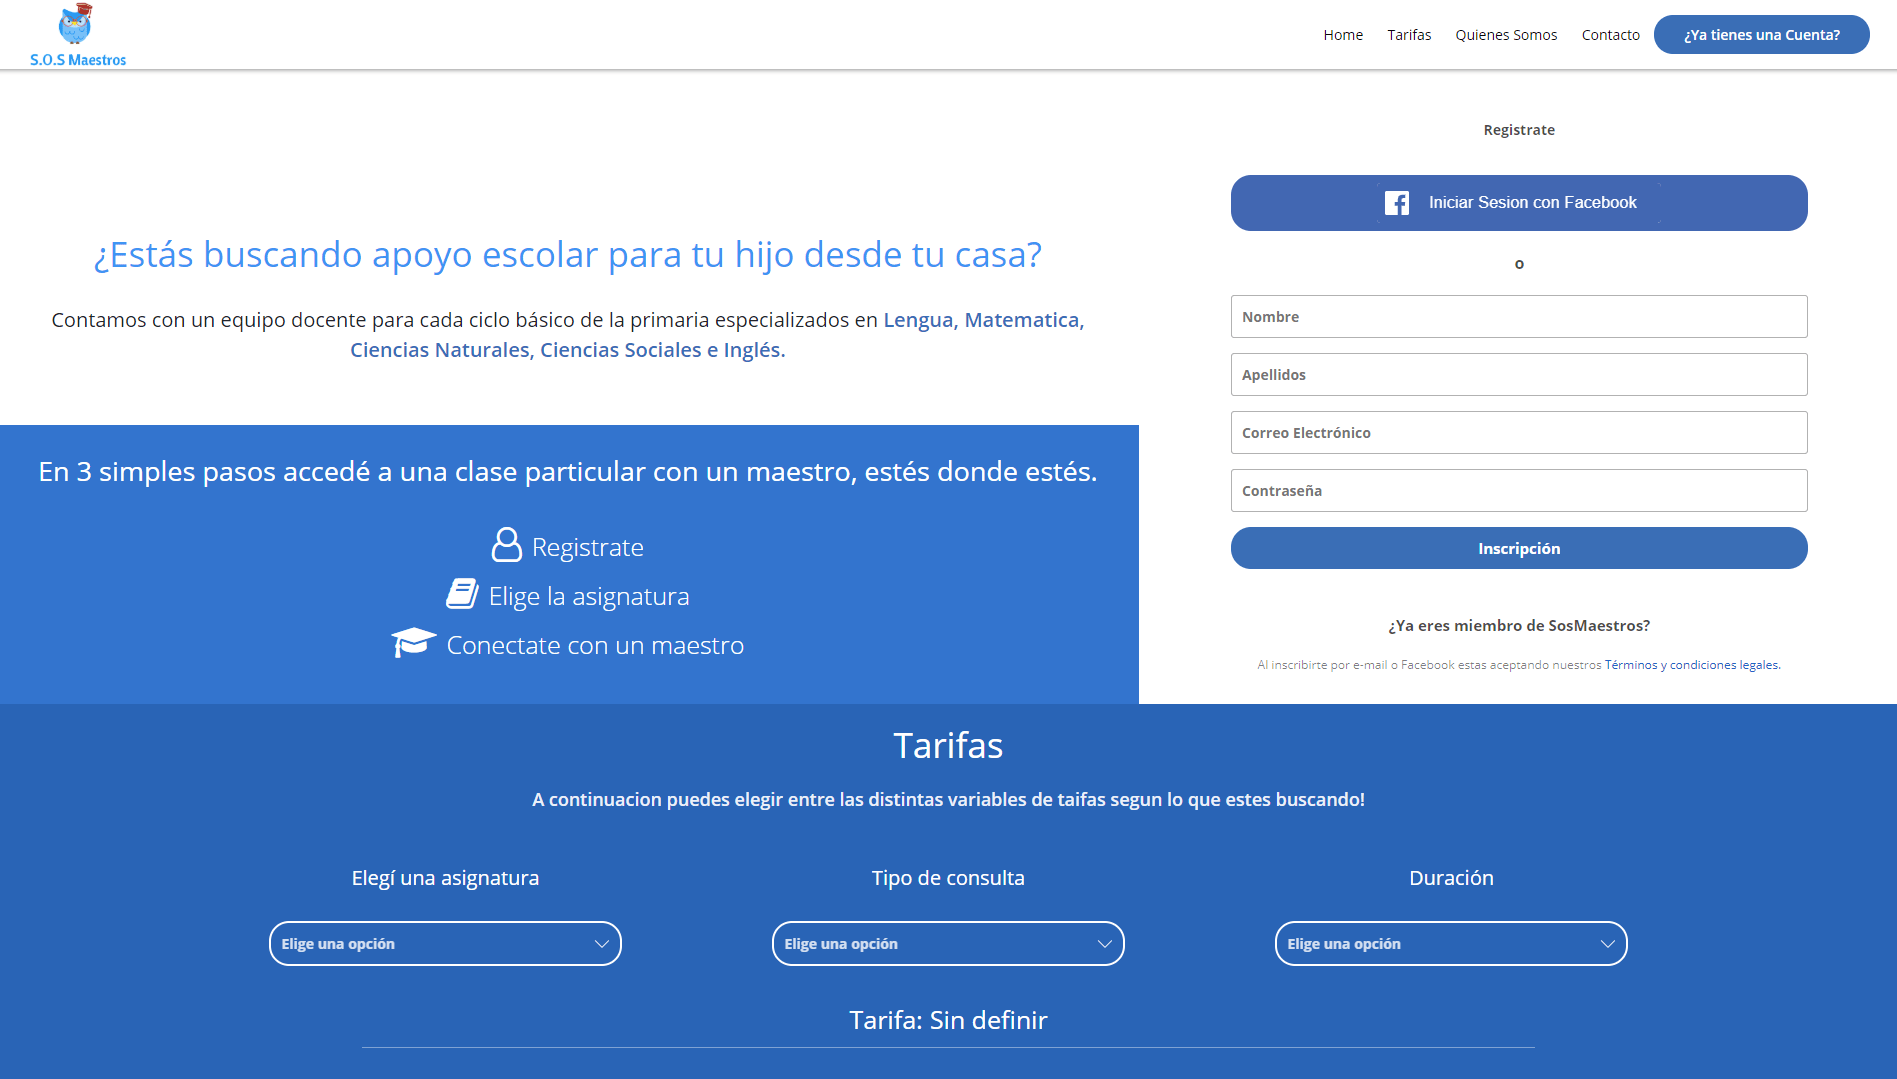 S.O.S Maestros
Home
Tarifas
Quienes Somos
Contacto
¿Ya tienes una Cuenta?
¿Estás buscando apoyo escolar para tu hijo desde tu casa?
Contamos con un equipo docente para cada ciclo básico de la primaria especializados en Lengua, Matematica,
Ciencias Naturales, Ciencias Sociales e Inglés.
En 3 simples pasos accedé a una clase particular con un maestro, estés donde estés.
Registrate
Elige la asignatura
Conectate con un maestro
Registrate
Iniciar Sesion con Facebook
o
Nombre
Apellidos
Correo Electrónico
Contraseña
Inscripción
¿Ya eres miembro de SosMaestros?
Al inscribirte por e-mail o Facebook estas aceptando nuestros Términos y condiciones legales.
Tarifas
A continuacion puedes elegir entre las distintas variables de taifas segun lo que estes buscando!
Elegí una asignatura
Elige una opción
Tipo de consulta
Elige una opción
Duración
Elige una opción
Tarifa: Sin definir